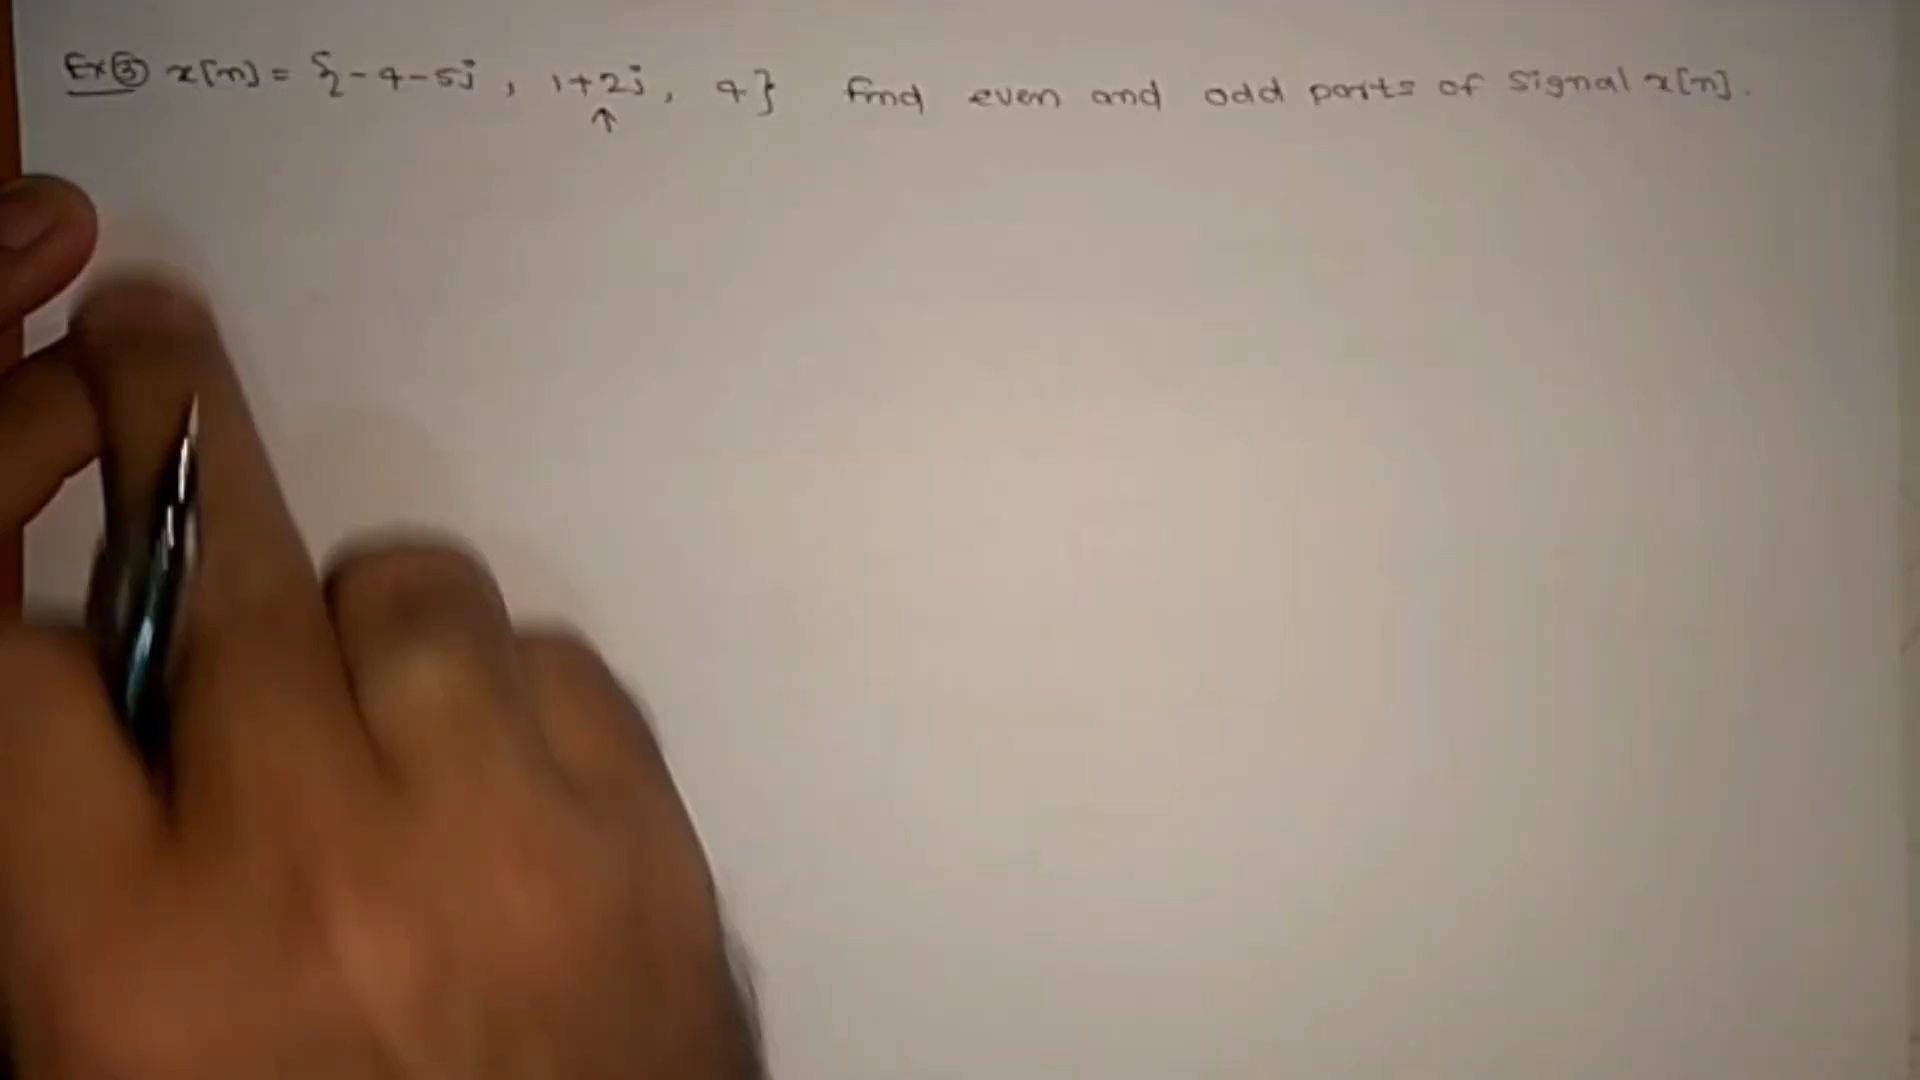 Ex③ x[n] = {-4-5j, 1+2j, 4} find even and odd parts of signal x[n].
↑